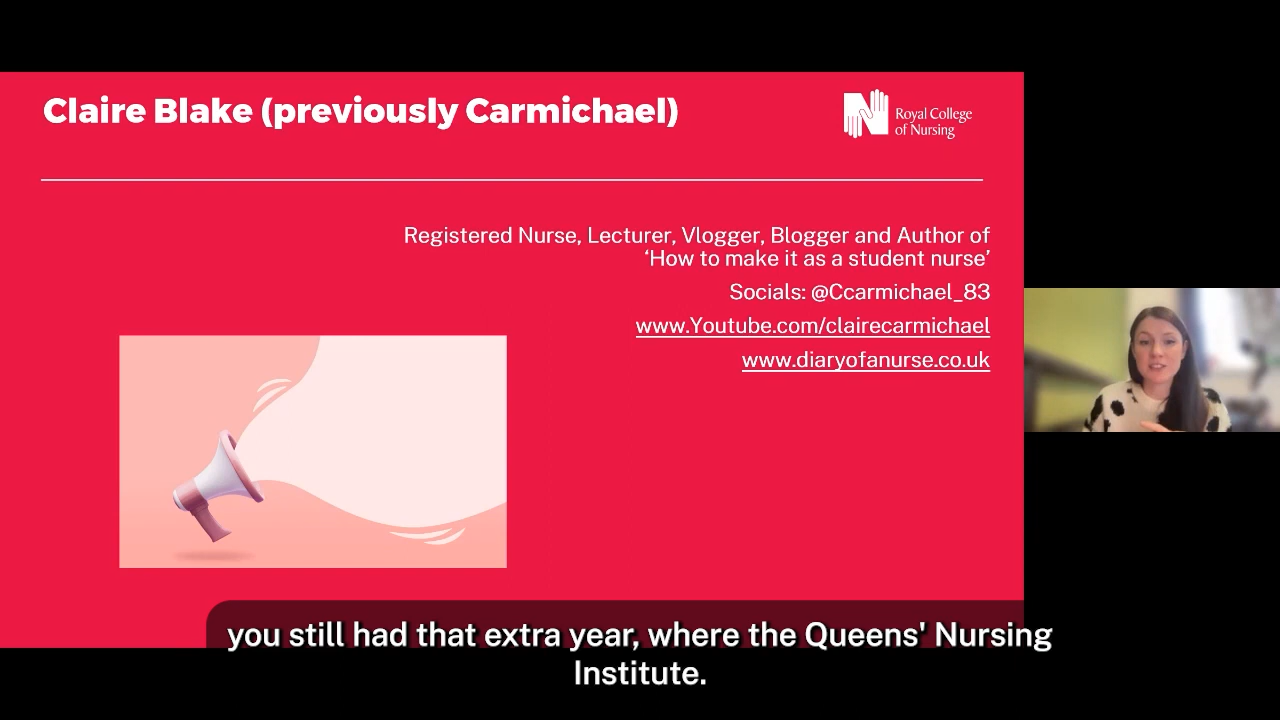 Claire Blake (previously Carmichael)
Royal College
of Nursing
Registered Nurse, Lecturer, Vlogger, Blogger and Author of
‘How to make it as a student nurse’
Socials: @Ccarmichael_83
www.Youtube.com/clairecarmichael
www.diaryofanurse.co.uk
you still had that extra year, where the Queens' Nursing
Institute.